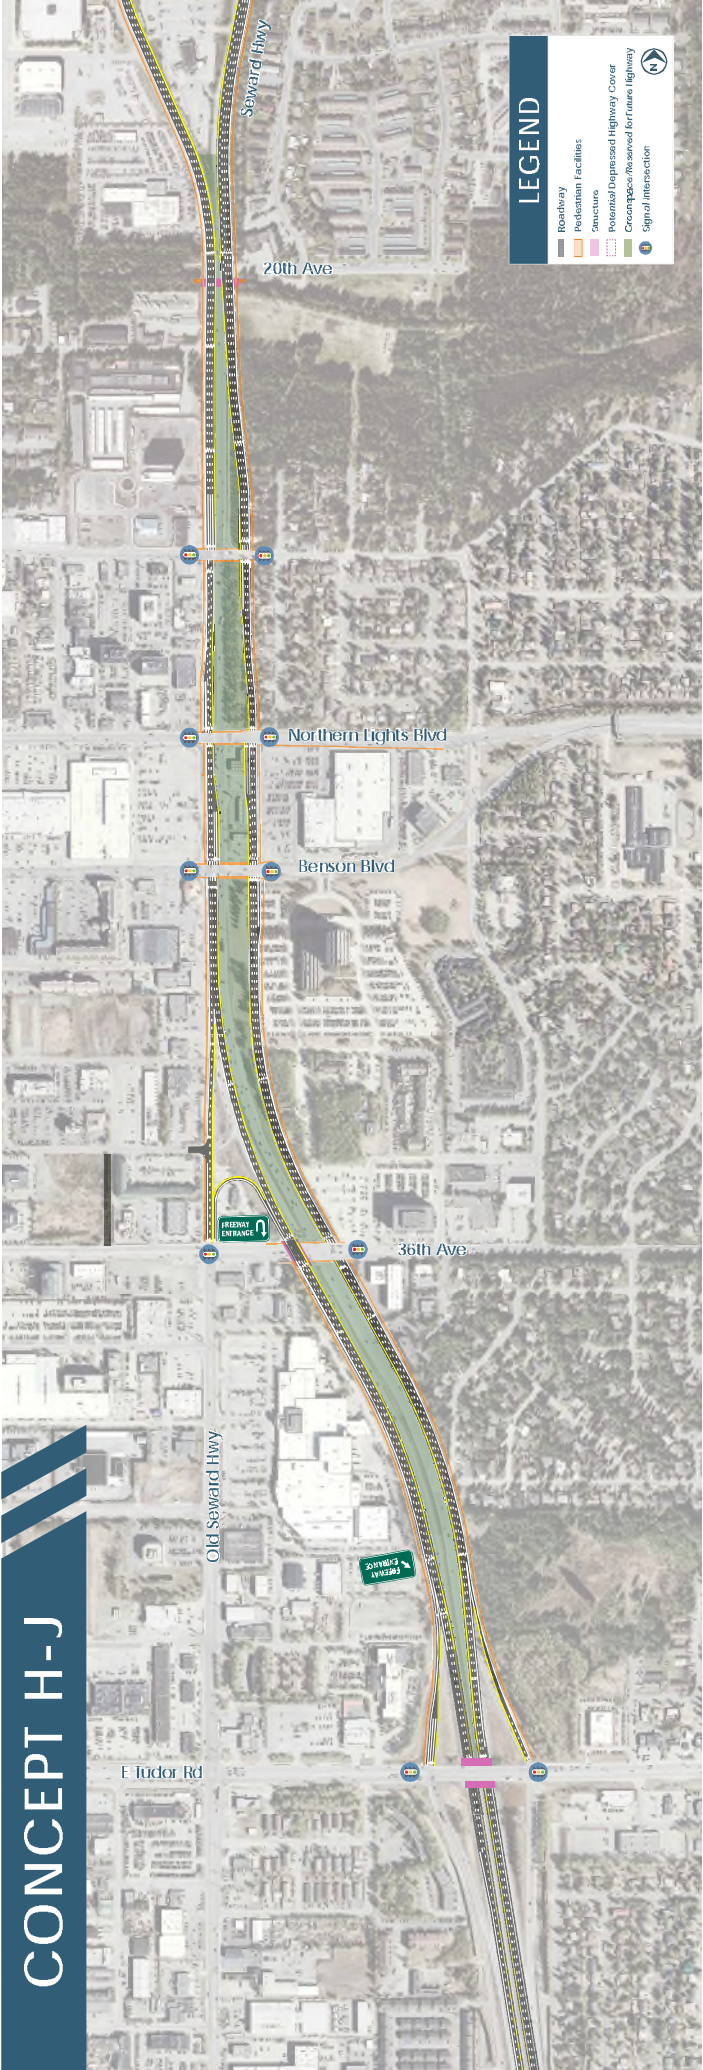 Seward Hwy
LEGEND
Roadway
Pedestrian Facilities
Structure
Potential Depressed Highway Cover
Greenspace/Reserved for Future Highway
Signal Intersection
N
20th Ave
Northern Lights Blvd
Benson Blvd
FREEWAY
ENTRANCE
36th Ave
Old Seward Hwy
FREEWAY
ENTRANCE
E Tudor Rd
CONCEPT H-J